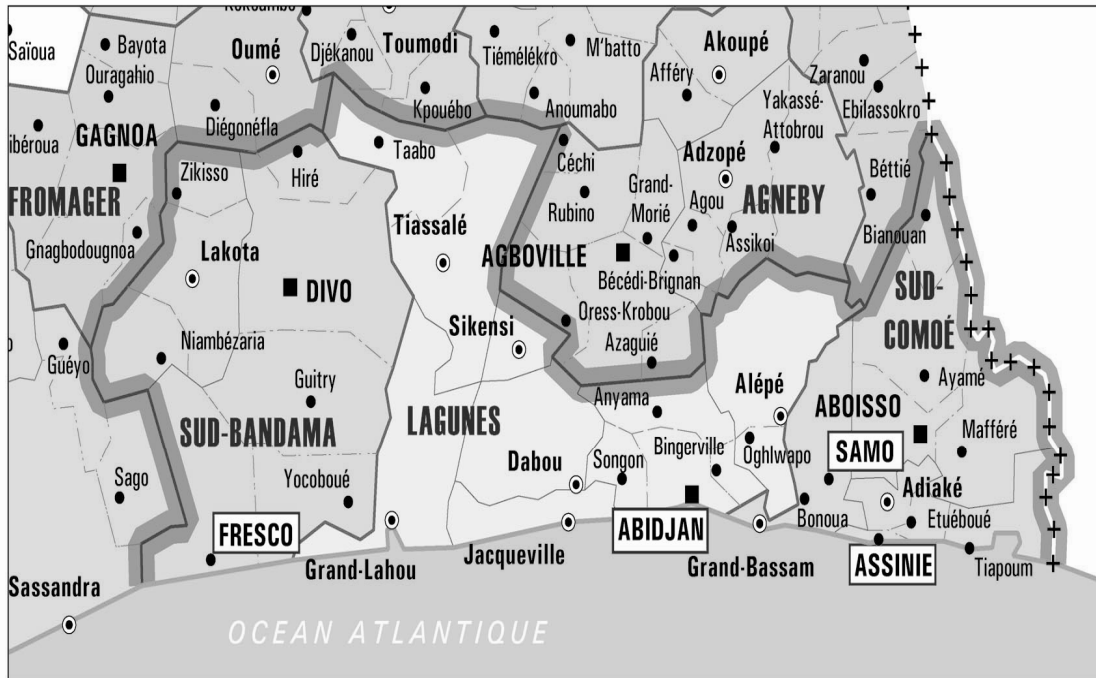 Kokoumbo
Saïoua
Bayota
Oumé
Djékanou
Toumodi
Tiémélékro
M'batto
Akoupé
Ouragahio
Afféry
Zaranou
Diégonéfla
Kpouébo
Anoumabo
Yakassé-
Attobrou
Ebilassokro
ibéroua
GAGNOA
Taabo
Céchi
Adzopé
Zikisso
Hiré
Grand-
Morié
Agou
Béttié
FROMAGER
Rubino
AGNEBY
Gnagbodougnoa
Tiassalé
Assikoi
Bianouan
Lakota
AGBOVILLE
Bécédi-Brignan
SUD-
COMOÉ
DIVO
Oress-Krobou
Sikensi
Niambézaria
Azaguié
Guéyo
Guitry
Ayamé
Anyama
Alépé
ABOISSO
LAGUNES
SUD-BANDAMA
Mafféré
Bingerville
Oghlwapo
SAMO
Dabou
Songon
Sago
Yocoboué
Adiaké
Bonoua
Etuéboué
FRESCO
ABIDJAN
Jacqueville
Grand-Lahou
Grand-Bassam
ASSINIE
Tiapoum
Sassandra
OCEAN ATLANTIQUE